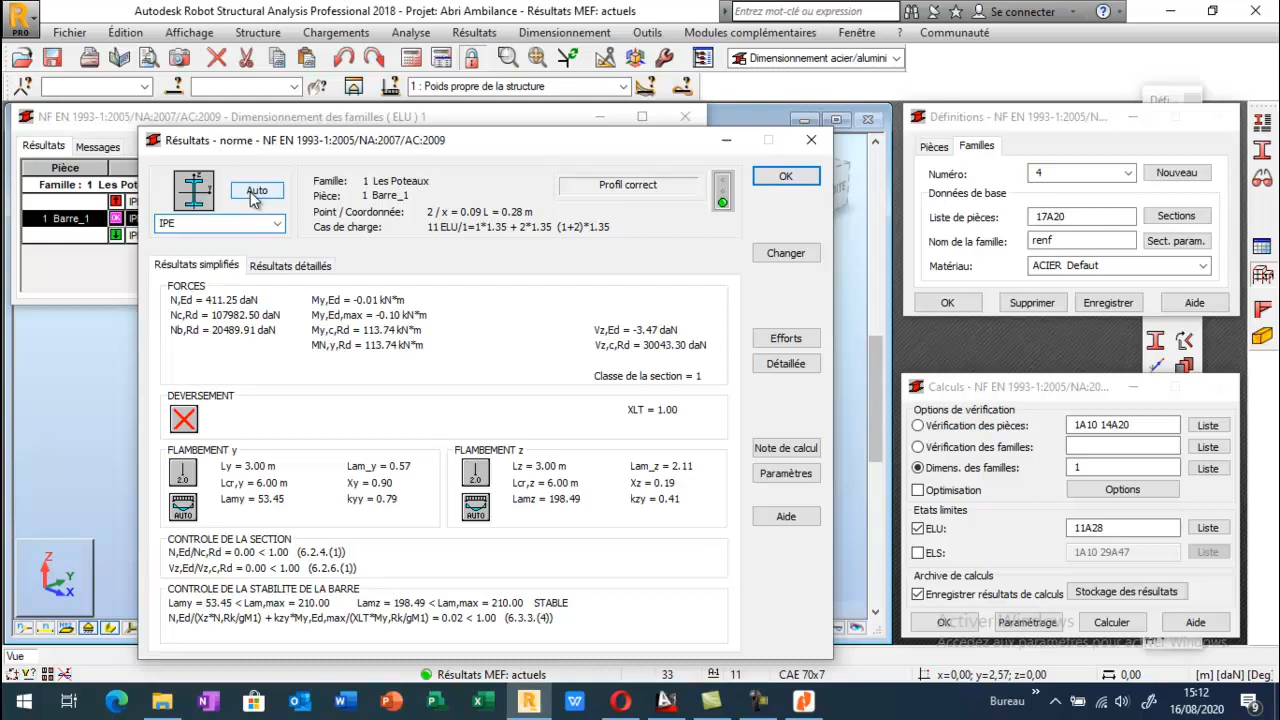 Autodesk Robot Structural Analysis Professional 2018 - Projet: Abri Ambiance - Résultats MEF: actuels
Entrez mot-clé ou expression
Se connecter
PRO
Fichier Édition Affichage Structure Chargements Analyse Résultats Dimensionnement Outils Modules complémentaires Fenêtre Communauté
Dimensionnement acier/alumini
1 : Poids propre de la structure
NF EN 1993-1:2005/NA:2007/AC:2009 - Dimensionnement des familles ( ELU ) 1
Résultats Messages
Pièce
Famille : 1 Les Pote
1 Barre_1
OK
Résultats - norme - NF EN 1993-1:2005/NA:2007/AC:2009
Auto
IPE
Famille: 1 Les Poteaux
Pièce: 1 Barre_1
Point / Coordonnée: 2 / x = 0.09 L = 0.28 m
Cas de charge: 11 ELU/1=1*1.35 + 2*1.35 (1+2)*1.35
Profil correct
OK
Changer
Efforts
Détaillée
Note de calcul
Paramètres
Aide
Résultats simplifiés Résultats détaillés
FORCES
N,Ed = 411.25 daN My,Ed = -0.01 kN*m
Nc,Rd = 107982.50 daN My,Ed,max = -0.10 kN*m
Nb,Rd = 20489.91 daN My,c,Rd = 113.74 kN*m Vz,Ed = -3.47 daN
MN,y,Rd = 113.74 kN*m Vz,c,Rd = 30043.30 daN
Classe de la section = 1
DEVERSEMENT
XLT = 1.00
FLAMBEMENT y
Ly = 3.00 m Lam_y = 0.57
Lcr,y = 6.00 m Xy = 0.90
Lamy = 53.45 kyy = 0.79
2.0
AUTO
FLAMBEMENT z
Lz = 3.00 m Lam_z = 2.11
Lcr,z = 6.00 m Xz = 0.19
Lamz = 198.49 kzy = 0.41
2.0
AUTO
CONTROLE DE LA SECTION
N,Ed/Nc,Rd = 0.00 < 1.00 (6.2.4.(1))
Vz,Ed/Vz,c,Rd = 0.00 < 1.00 (6.2.6.(1))
CONTROLE DE LA STABILITE DE LA BARRE
Lamy = 53.45 < Lam,max = 210.00 Lamz = 198.49 < Lam,max = 210.00 STABLE
N,Ed/(Xz*N,Rk/gM1) + kzy*My,Ed,max/(XLT*My,Rk/gM1) = 0.02 < 1.00 (6.3.3.(4))
Définitions - NF EN 1993-1:2005/N...
Pièces Familles
Numéro: 4 Nouveau
Données de base
Liste de pièces: 17A20 Sections
Nom de la famille: renf Sect. param.
Matériau: ACIER Defaut
OK Supprimer Enregistrer Aide
Calculs - NF EN 1993-1:2005/NA:20...
Options de vérification
Vérification des pièces: 1A10 14A20 Liste
Vérification des familles: Liste
Dimens. des familles: 1 Liste
Optimisation Options
Etats limites
ELU: 11A28 Liste
ELS: 1A10 29A47 Liste
Archive de calculs
Enregistrer résultats de calculs Stockage des résultats
OK Paramétrage Calculer Aide
Activer Windows
Accédez aux paramètres pour activer Windows.
Z
Y
X
Vue
Résultats MEF: actuels 33 11 CAE 70x7 x=0,00; y=2,57; z=0,00 0,00 [m] [daN] [Deg]
Bureau
15:12
16/08/2020